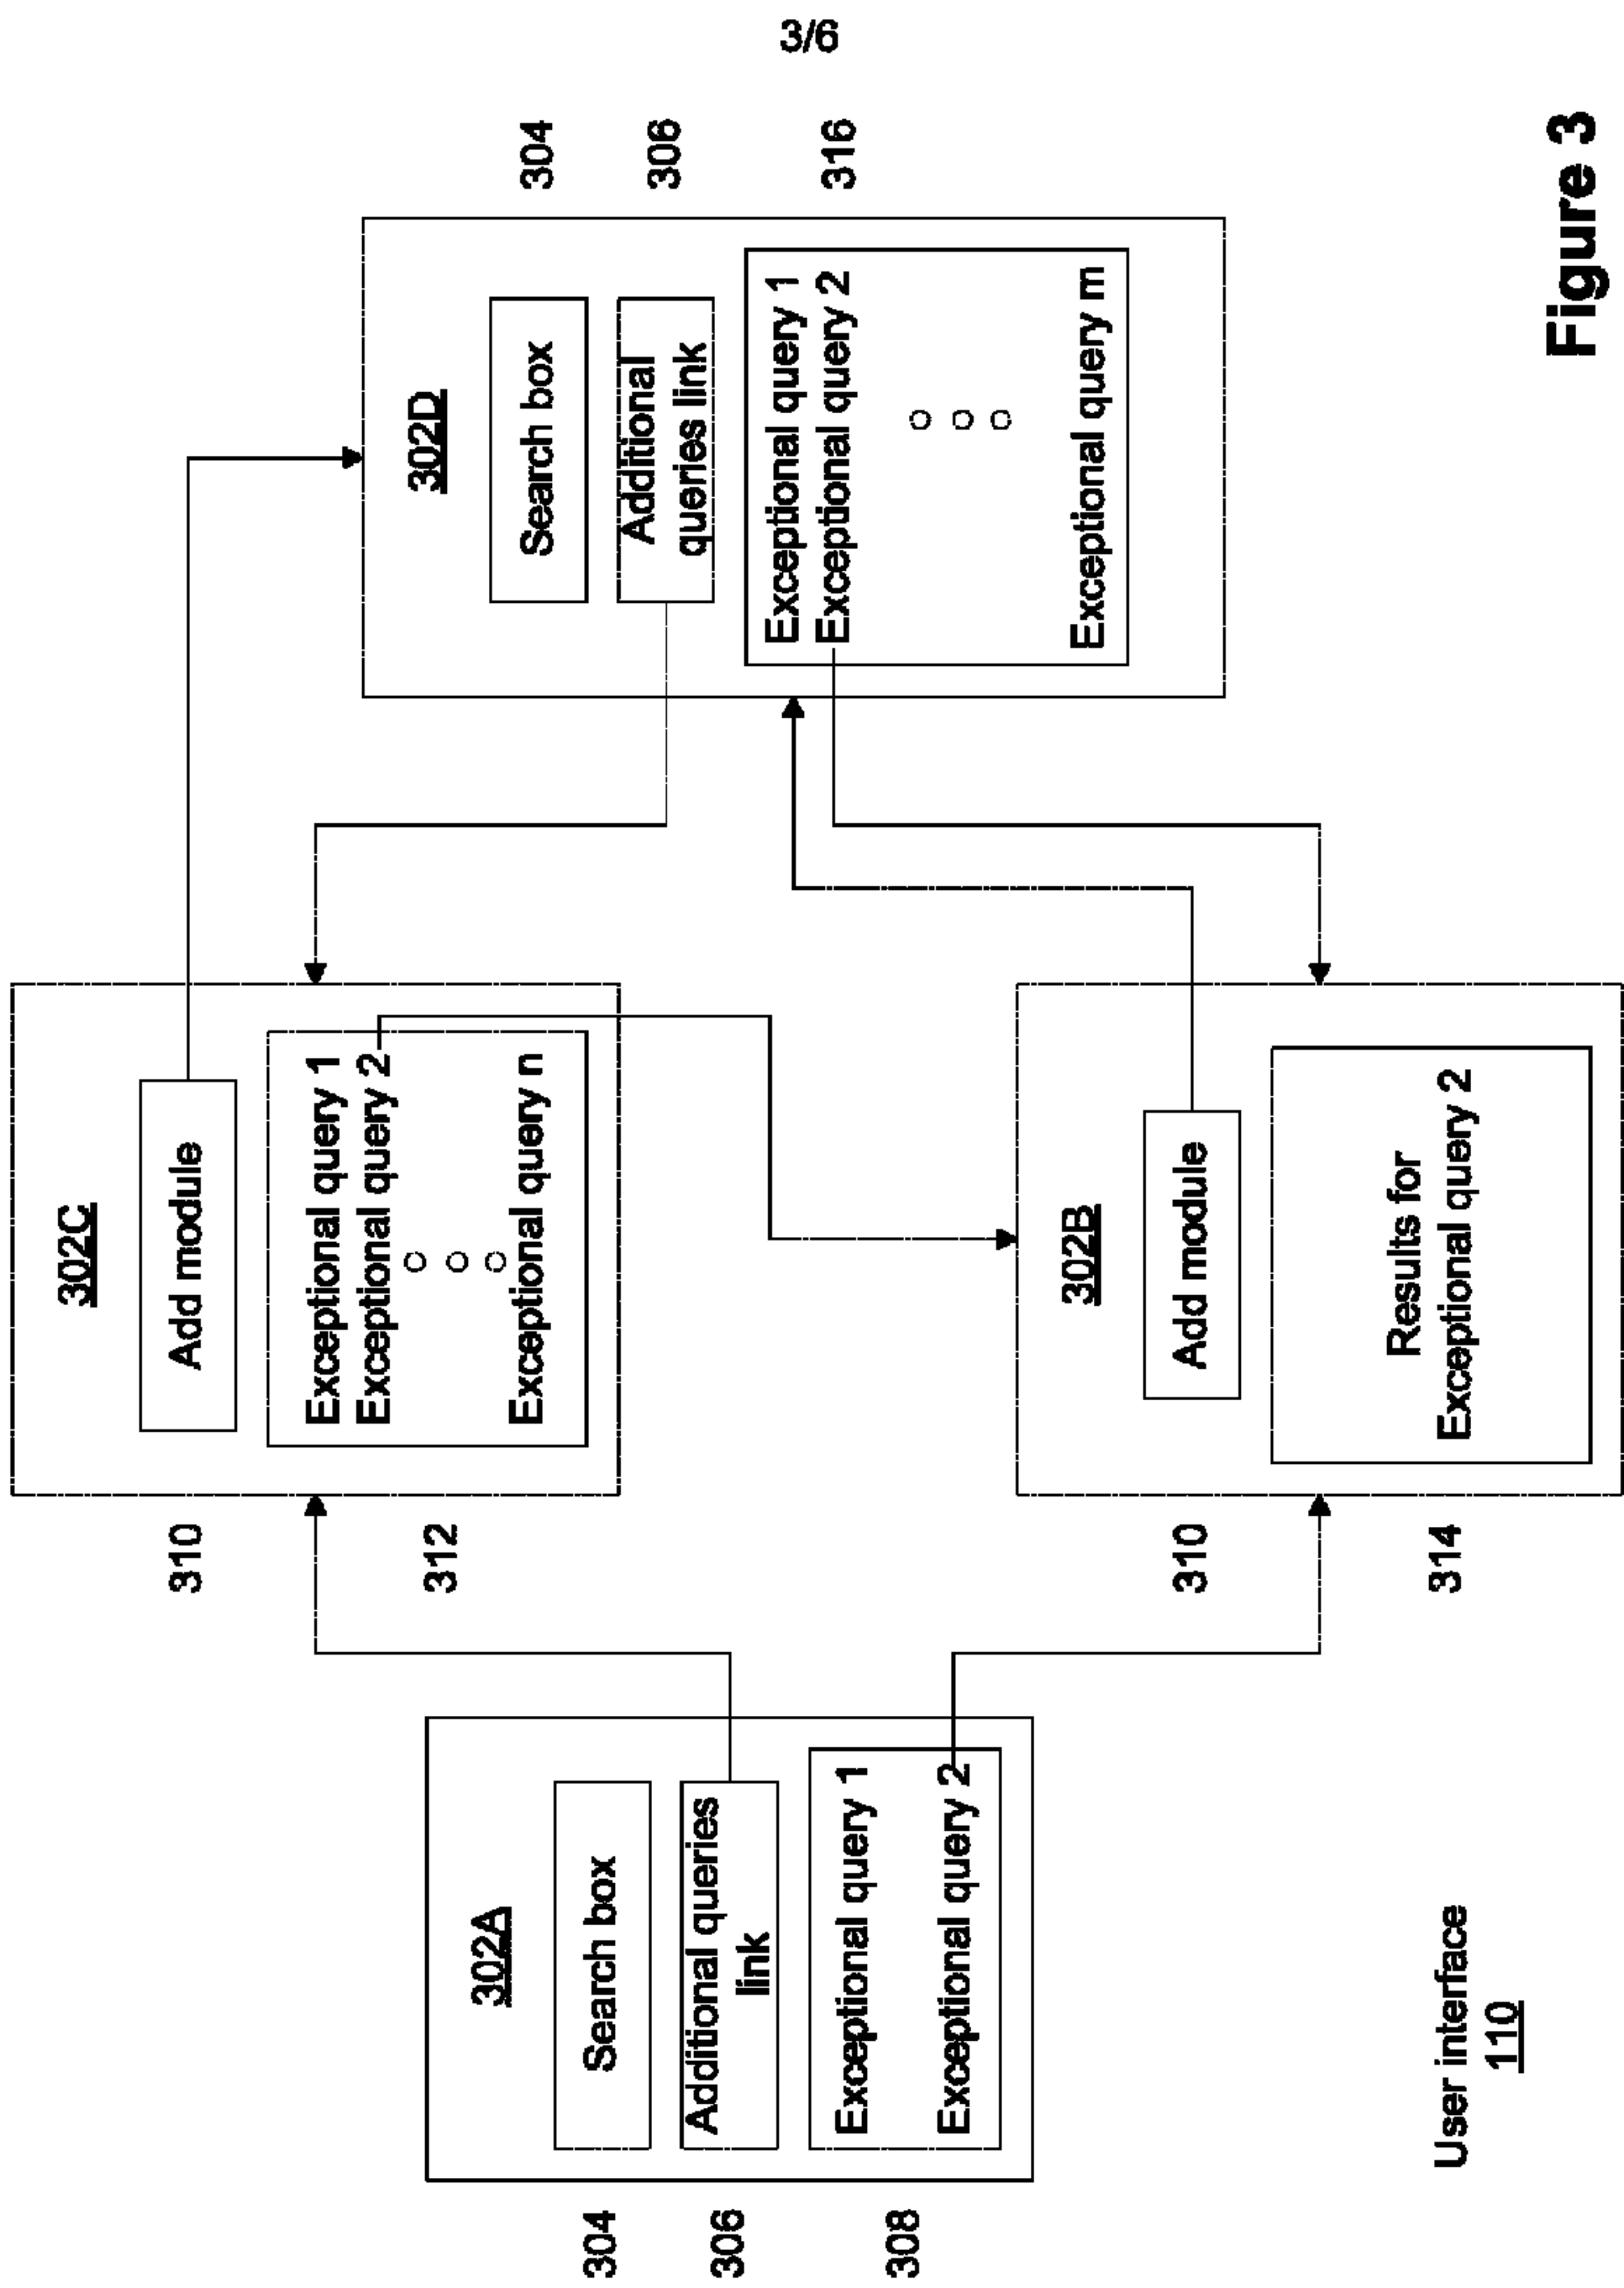 3/6
302A
304
Search box
306
Additional queries
link
308
Exceptional query 1
Exceptional query 2
302C
310
Add module
312
Exceptional query 1
Exceptional query 2
Exceptional query n
302B
310
Add module
314
Results for
Exceptional query 2
302D
Search box
304
Additional
queries link
306
Exceptional query 1
Exceptional query 2
Exceptional query m
316
User interface
110
Figure 3